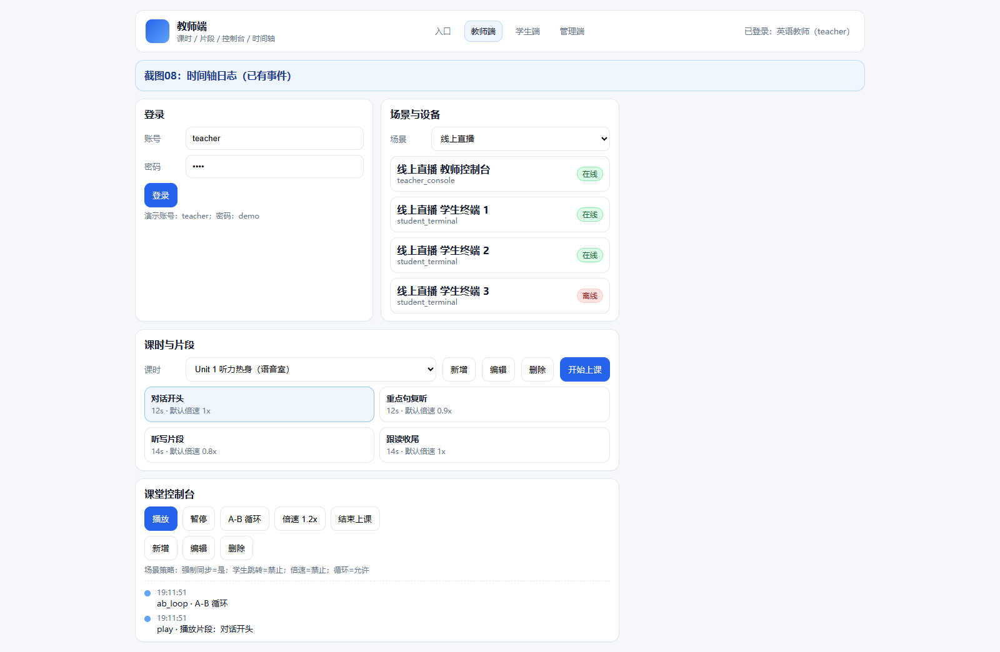 教师端
课时 / 片段 / 控制台 / 时间轴
入口
教师端
学生端
管理端
已登录：英语教师（teacher）
截图08：时间轴日志（已有事件）
登录
账号
teacher
密码
••••
登录
演示账号：teacher；密码：demo
场景与设备
场景
线上直播
线上直播 教师控制台
teacher_console
在线
线上直播 学生终端 1
student_terminal
在线
线上直播 学生终端 2
student_terminal
在线
线上直播 学生终端 3
student_terminal
离线
课时与片段
课时
Unit 1 听力热身（语音室）
新增
编辑
删除
开始上课
对话开头
12s · 默认倍速 1x
重点句复听
12s · 默认倍速 0.9x
听写片段
14s · 默认倍速 0.8x
跟读收尾
14s · 默认倍速 1x
课堂控制台
播放
暂停
A-B 循环
倍速 1.2x
结束上课
新增
编辑
删除
场景策略：强制同步=是；学生跳转=禁止；倍速=禁止；循环=允许
19:11:51
ab_loop · A-B 循环
19:11:51
play · 播放片段：对话开头